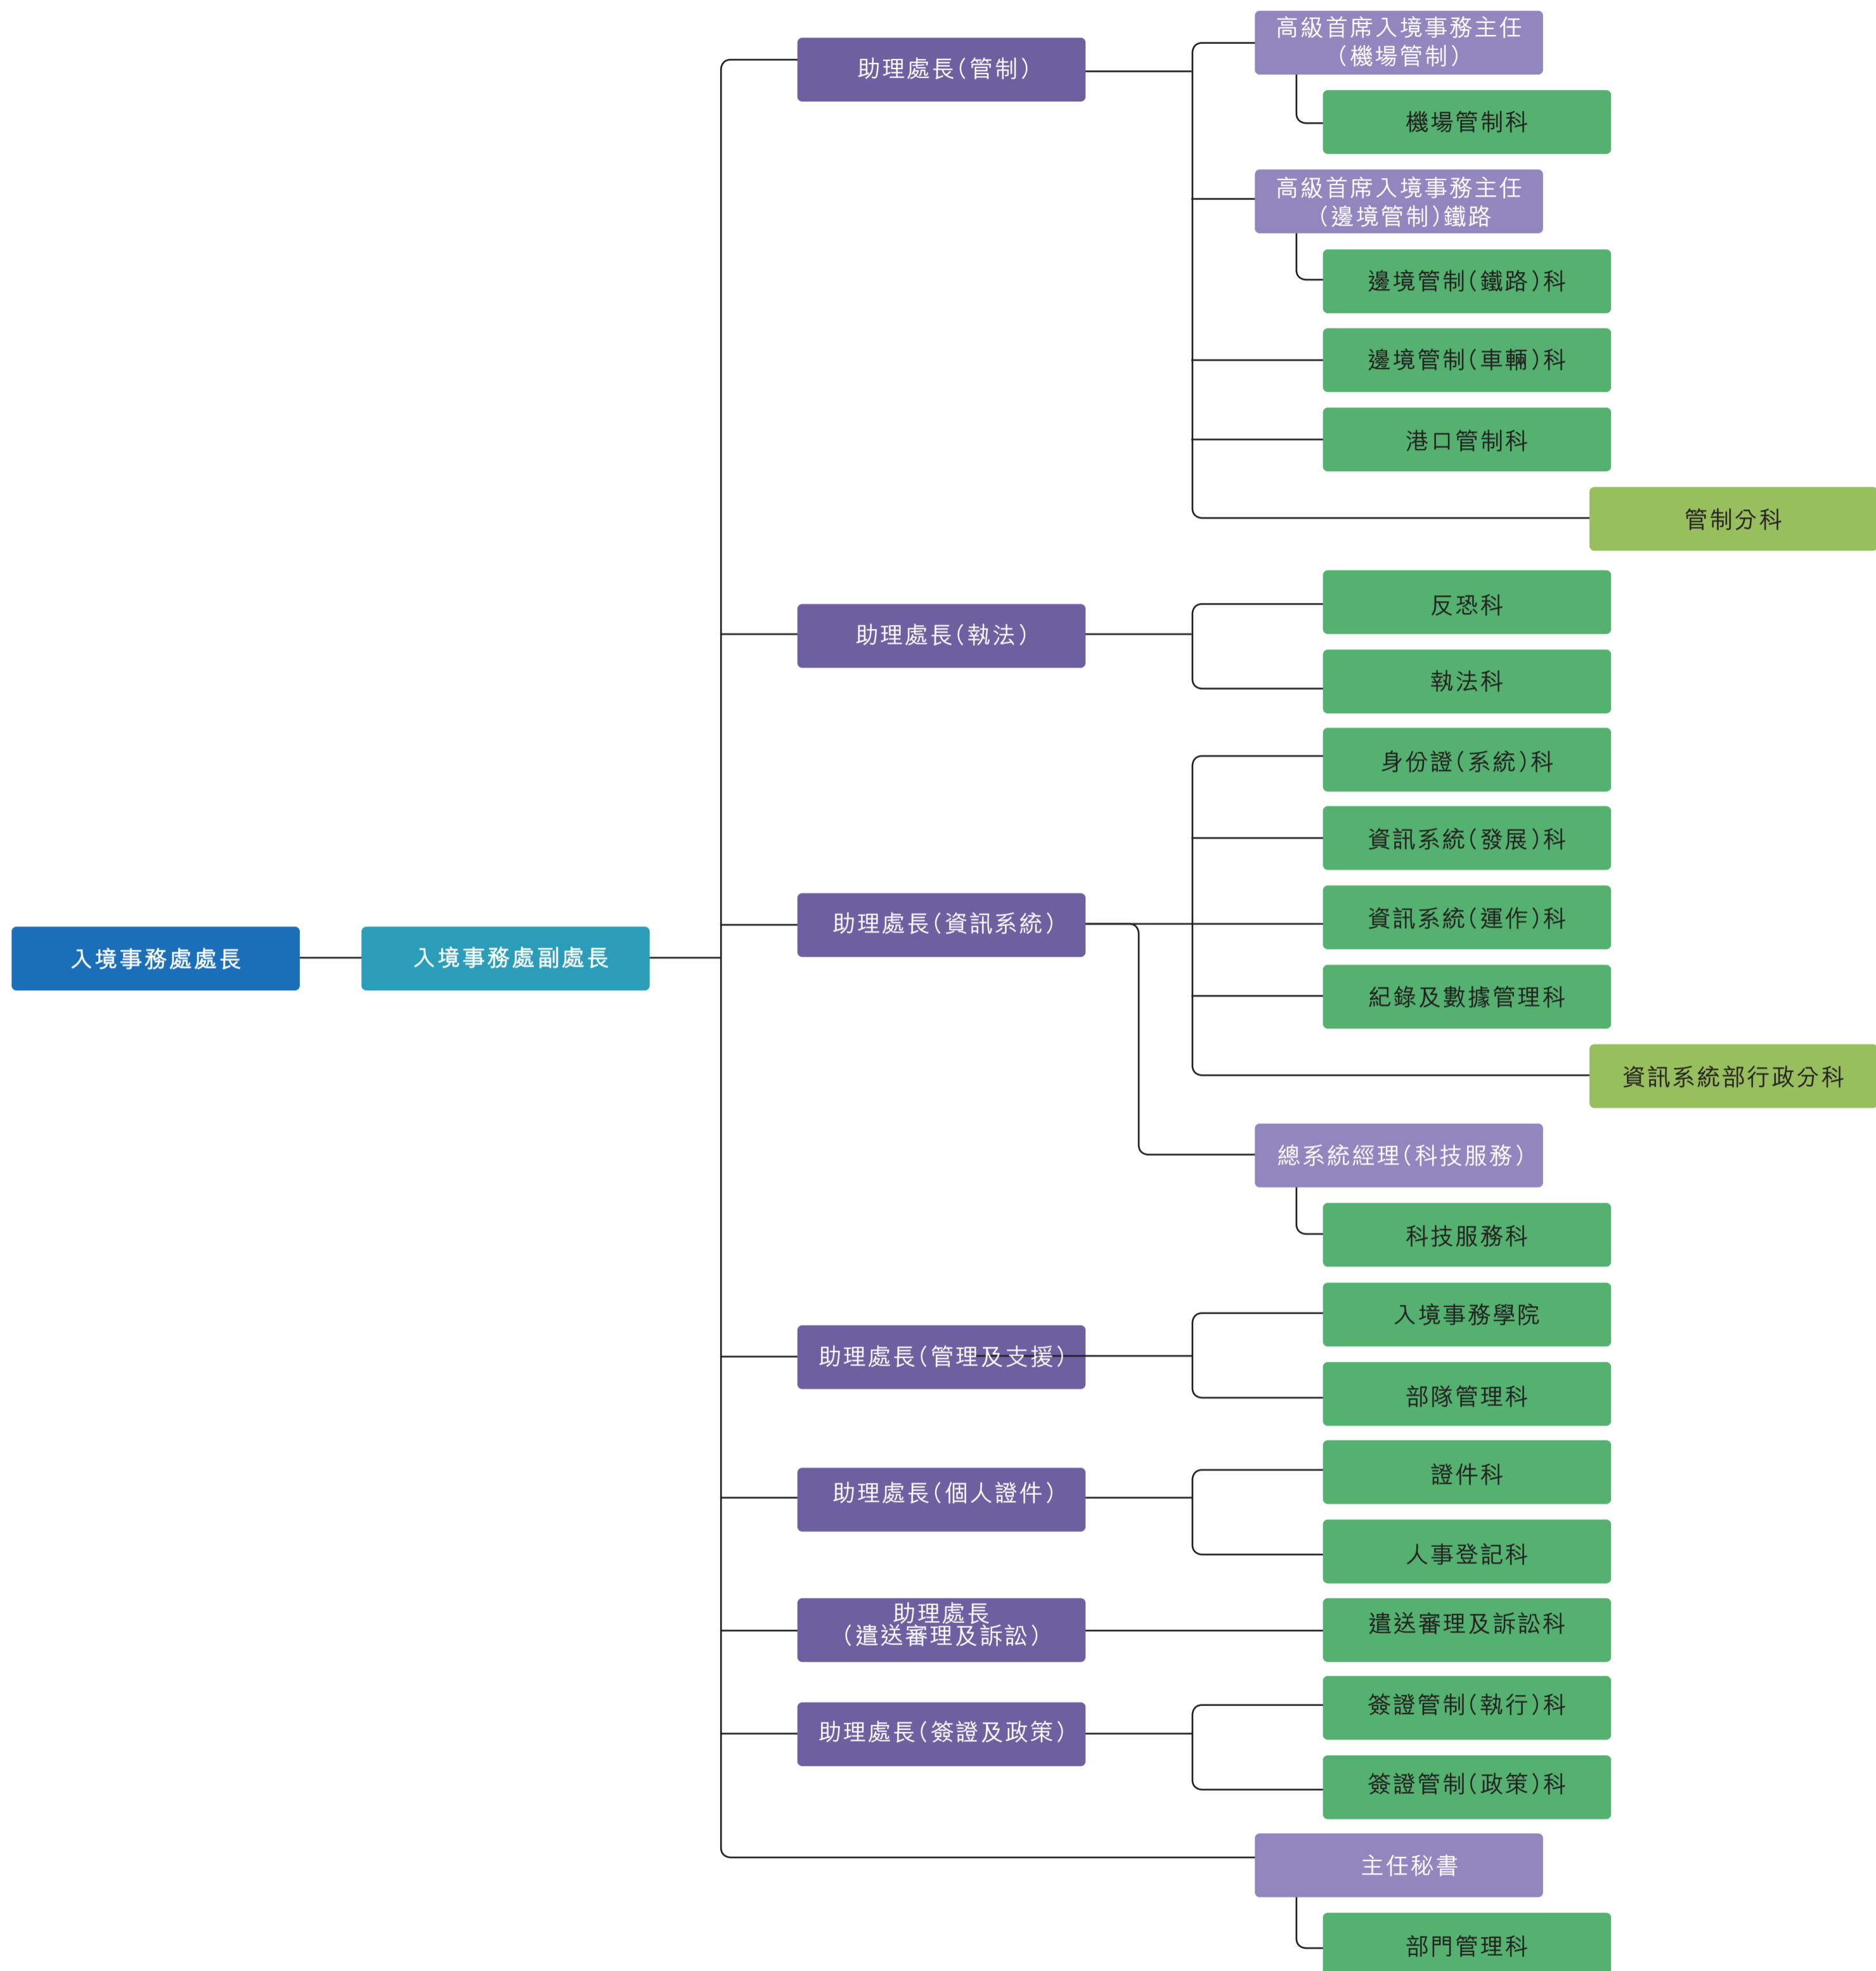 入境事務處處長
入境事務處副處長
助理處長(管制)
高級首席入境事務主任
(機場管制)
機場管制科
高級首席入境事務主任
(邊境管制)鐵路
邊境管制(鐵路)科
邊境管制(車輛)科
港口管制科
管制分科
助理處長(執法)
反恐科
執法科
助理處長(資訊系統)
身份證(系統)科
資訊系統(發展)科
資訊系統(運作)科
紀錄及數據管理科
資訊系統部行政分科
總系統經理(科技服務)
科技服務科
助理處長(管理及支援)
入境事務學院
部隊管理科
助理處長(個人證件)
證件科
人事登記科
助理處長
(遣送審理及訴訟)
遣送審理及訴訟科
助理處長(簽證及政策)
簽證管制(執行)科
簽證管制(政策)科
主任秘書
部門管理科